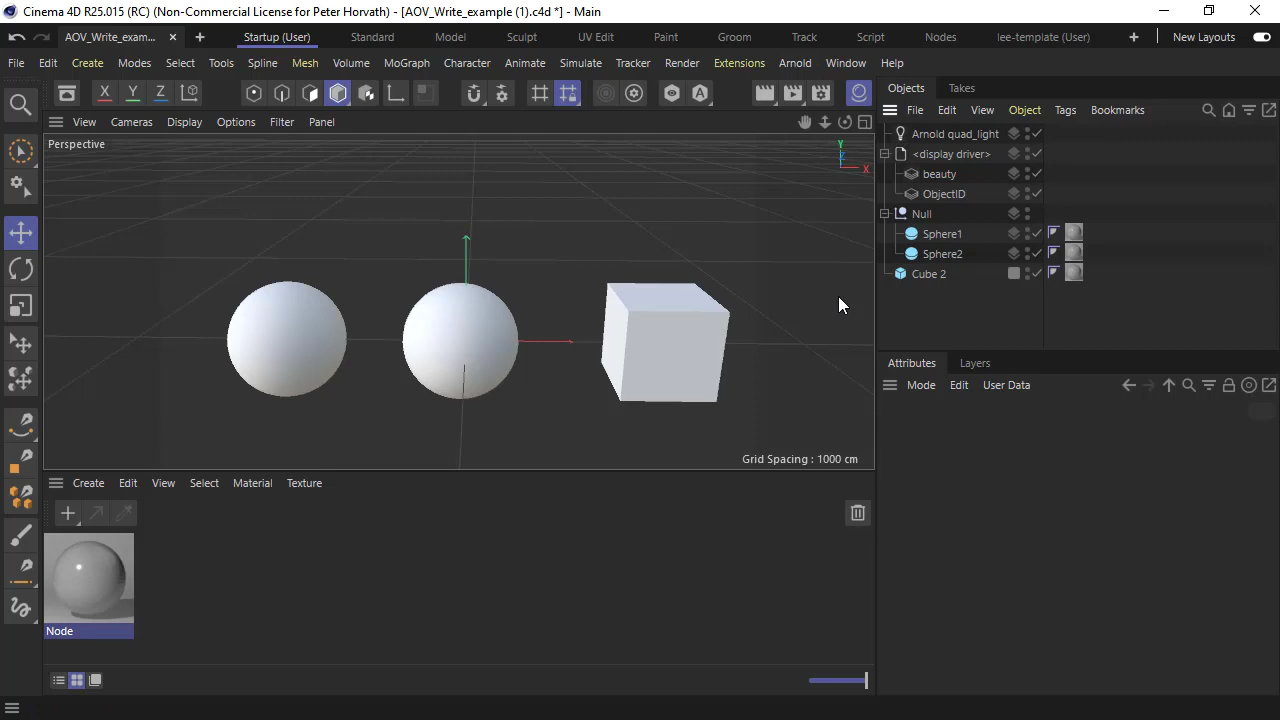 Cinema 4D R25.015 (RC) (Non-Commercial License for Peter Horvath) - [AOV_Write_example (1).c4d *] - Main
AOV_Write_exam...
Startup (User)
Standard
Model
Sculpt
UV Edit
Paint
Groom
Track
Script
Nodes
lee-template (User)
New Layouts
File Edit Create Modes Select Tools Spline Mesh Volume MoGraph Character Animate Simulate Tracker Render Extensions Arnold Window Help
X Y Z
Objects Takes
File Edit View Object Tags Bookmarks
View Cameras Display Options Filter Panel
Perspective
Y
Z
X
Arnold quad_light
<display driver>
beauty
ObjectID
Null
Sphere1
Sphere2
Cube 2
Grid Spacing : 1000 cm
Attributes Layers
Mode Edit User Data
Create Edit View Select Material Texture
Node